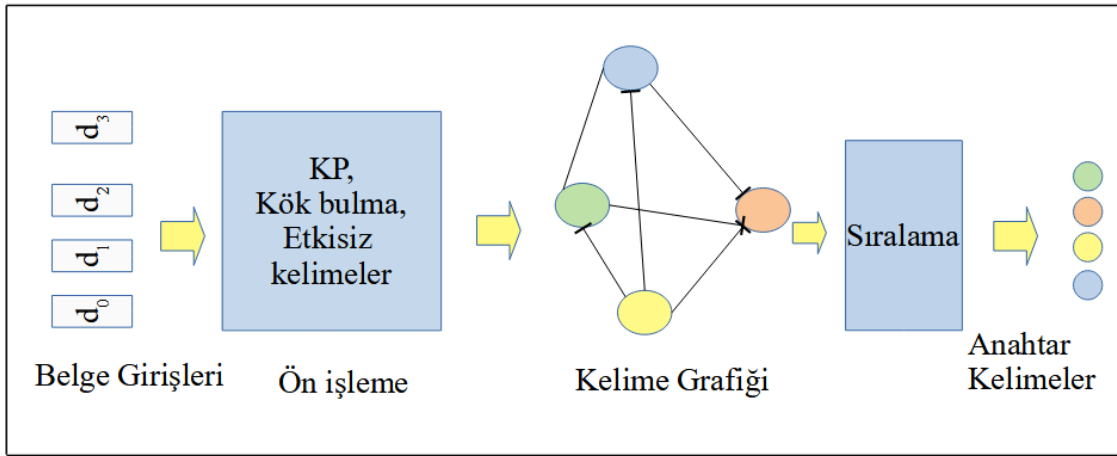 d3
d2
d1
d0
Belge Girişleri
KP,
Kök bulma,
Etkisiz
kelimeler
Ön işleme
Kelime Grafiği
Sıralama
Anahtar
Kelimeler